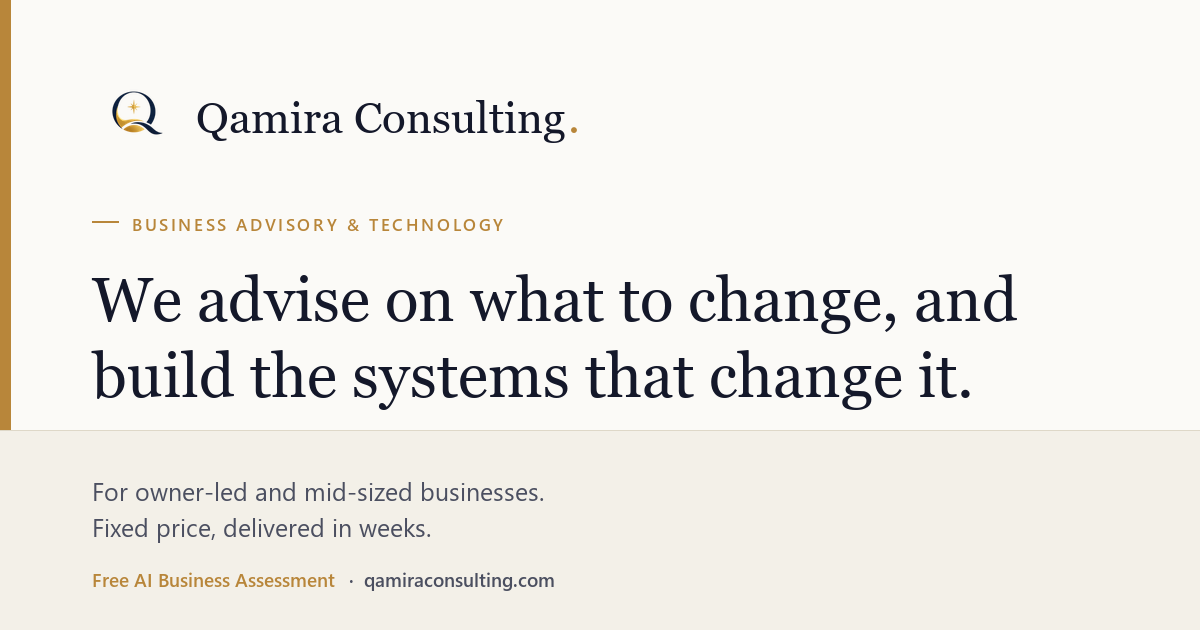 Qamira Consulting.
BUSINESS ADVISORY & TECHNOLOGY
We advise on what to change, and
build the systems that change it.
For owner-led and mid-sized businesses.
Fixed price, delivered in weeks.
Free AI Business Assessment · qamiraconsulting.com